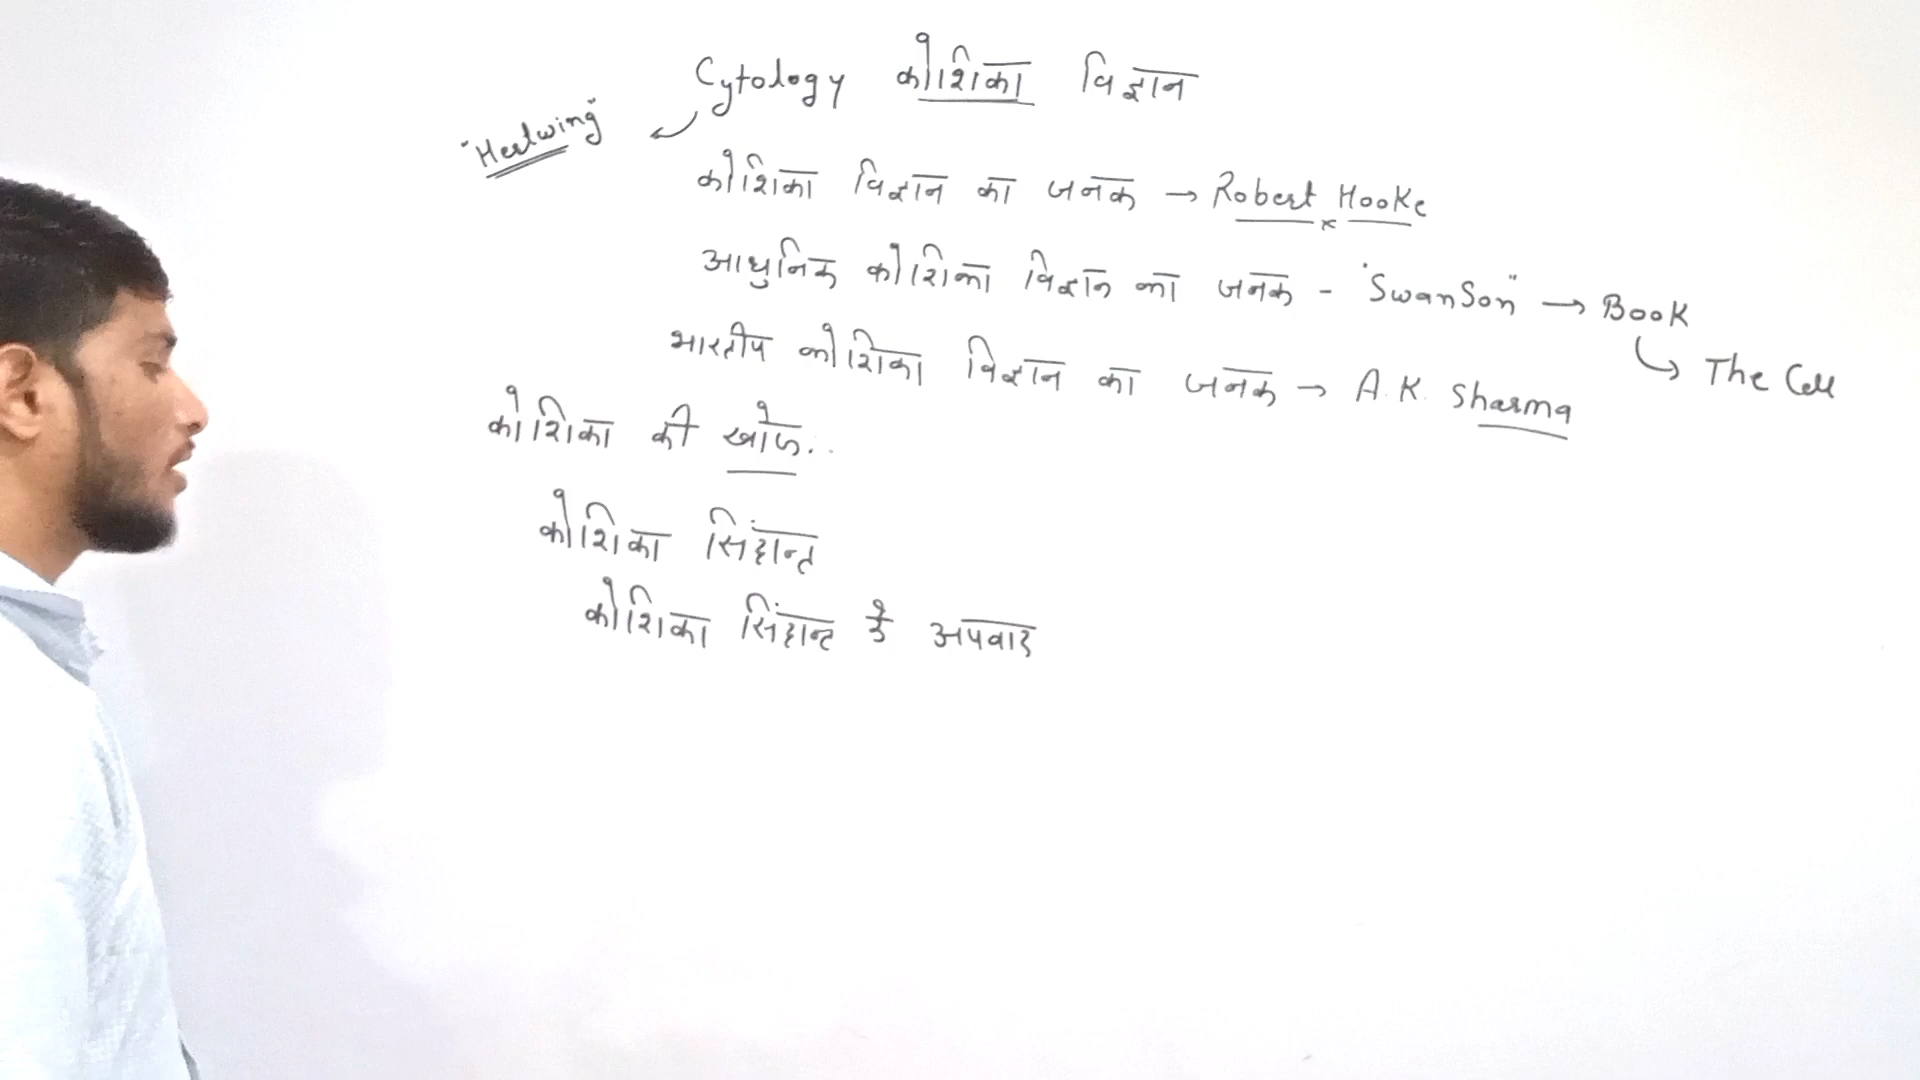 Cytology कोशिका विज्ञान
"Hertwing"
कोशिका विज्ञान का जनक → Robert Hooke
आधुनिक कोशिका विज्ञान का जनक - "Swanson" → Book
The Cell
भारतीय कोशिका विज्ञान का जनक → A.K. Sharma
कोशिका की खोज..
कोशिका सिंद्दान्त
कोशिका सिंद्दान्त के अपवाद